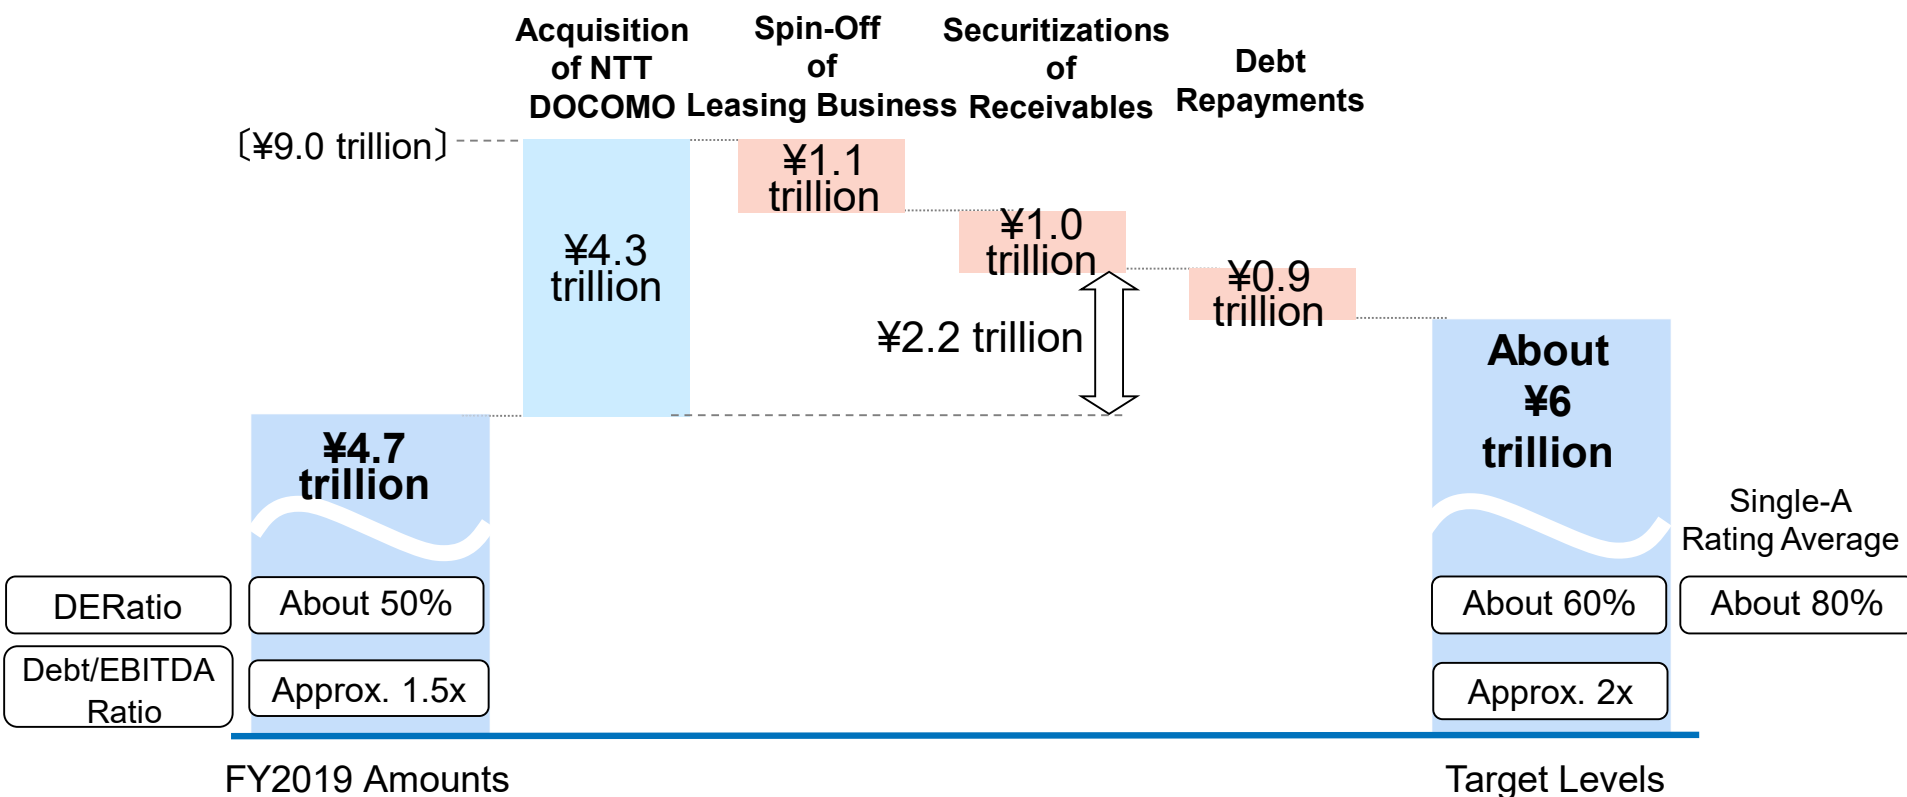 Acquisition
of NTT
DOCOMO
Spin-Off
of
Leasing Business
Securitizations
of
Receivables
Debt
Repayments
〔¥9.0 trillion〕
¥4.3
trillion
¥1.1
trillion
¥1.0
trillion
¥0.9
trillion
¥2.2 trillion
¥4.7
trillion
About
¥6
trillion
Single-A
Rating Average
DERatio
About 50%
About 60%
About 80%
Debt/EBITDA
Ratio
Approx. 1.5x
Approx. 2x
FY2019 Amounts
Target Levels